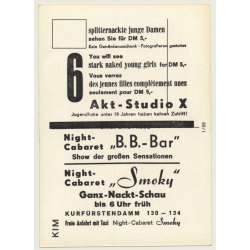 splitternackte junge Damen
sehen Sie für DM 5,-
Kein Getränkeausschank - Fotografieren gestattet
6
You will see
stark naked young girls for DM 5,-
Vous verrez
des jeunes filles complètement nues
seulement pour DM 5,-
Akt-Studio X
Jugendliche unter 18 Jahren haben keinen Zutritt!
Night-
Cabaret „B.B.-Bar"
Show der großen Sensationen
Night-
Cabaret „Smoky"
Ganz-Nackt-Schau
bis 6 Uhr früh
KURFÜRSTENDAMM 130 - 134
Freie Anfahrt mit Taxi Night-Cabaret Smoky
KIM